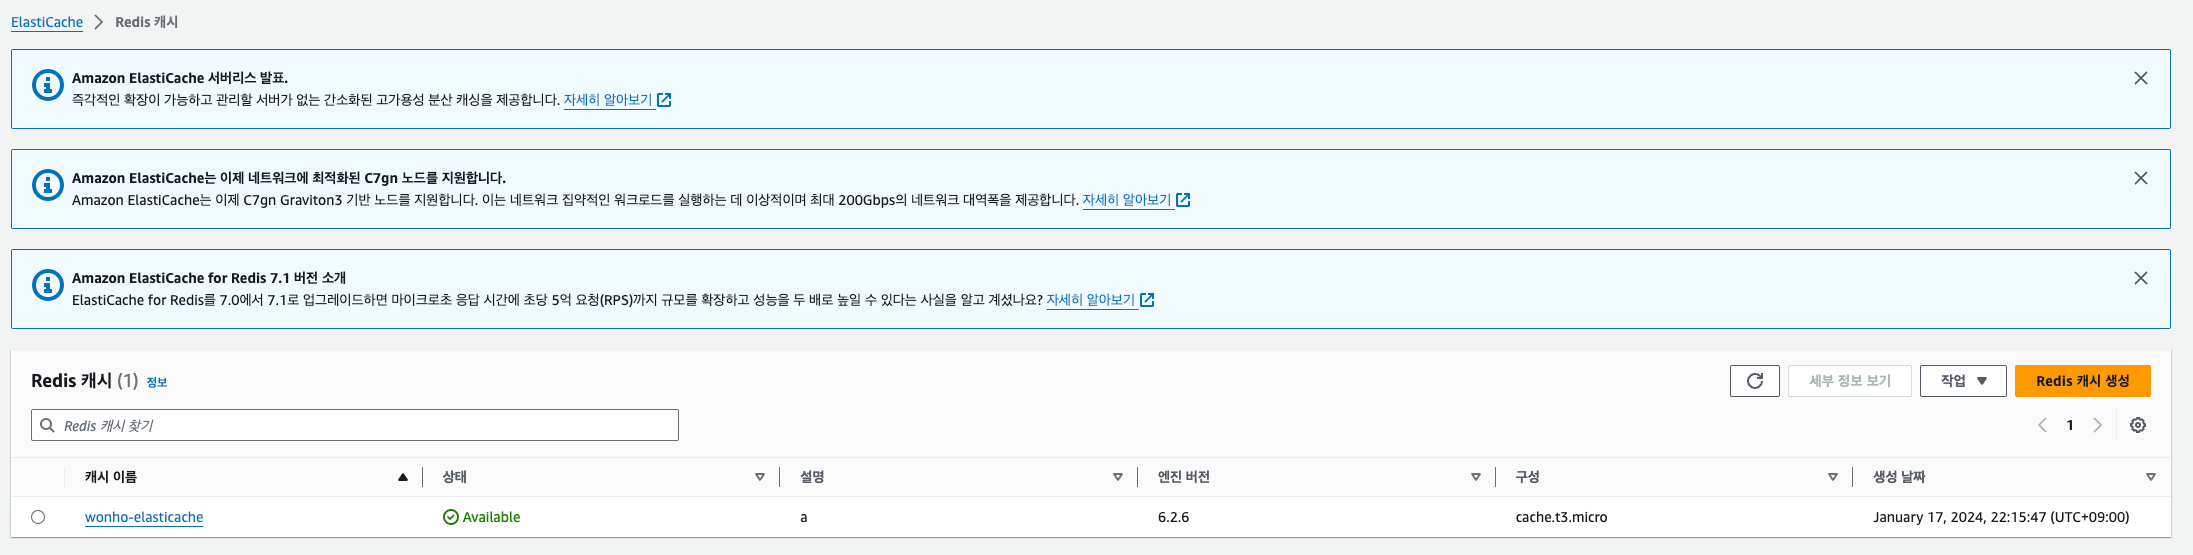 ElastiCache > Redis 캐시
Amazon ElastiCache 서버리스 발표.
즉각적인 확장이 가능하고 관리할 서버가 없는 간소화된 고가용성 분산 캐싱을 제공합니다. 자세히 알아보기
Amazon ElastiCache는 이제 네트워크에 최적화된 C7gn 노드를 지원합니다.
Amazon ElastiCache는 이제 C7gn Graviton3 기반 노드를 지원합니다. 이는 네트워크 집약적인 워크로드를 실행하는 데 이상적이며 최대 200Gbps의 네트워크 대역폭을 제공합니다. 자세히 알아보기
Amazon ElastiCache for Redis 7.1 버전 소개
ElastiCache for Redis를 7.0에서 7.1로 업그레이드하면 마이크로초 응답 시간에 초당 5억 요청(RPS)까지 규모를 확장하고 성능을 두 배로 높일 수 있다는 사실을 알고 계셨나요? 자세히 알아보기
Redis 캐시 (1) 정보 세부 정보 보기 작업 Redis 캐시 생성
Redis 캐시 찾기 1
캐시 이름 상태 설명 엔진 버전 구성 생성 날짜
wonho-elasticache Available a 6.2.6 cache.t3.micro January 17, 2024, 22:15:47 (UTC+09:00)